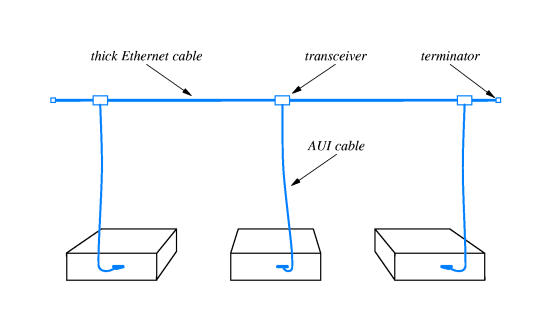 thick Ethernet cable
transceiver
terminator
AUI cable